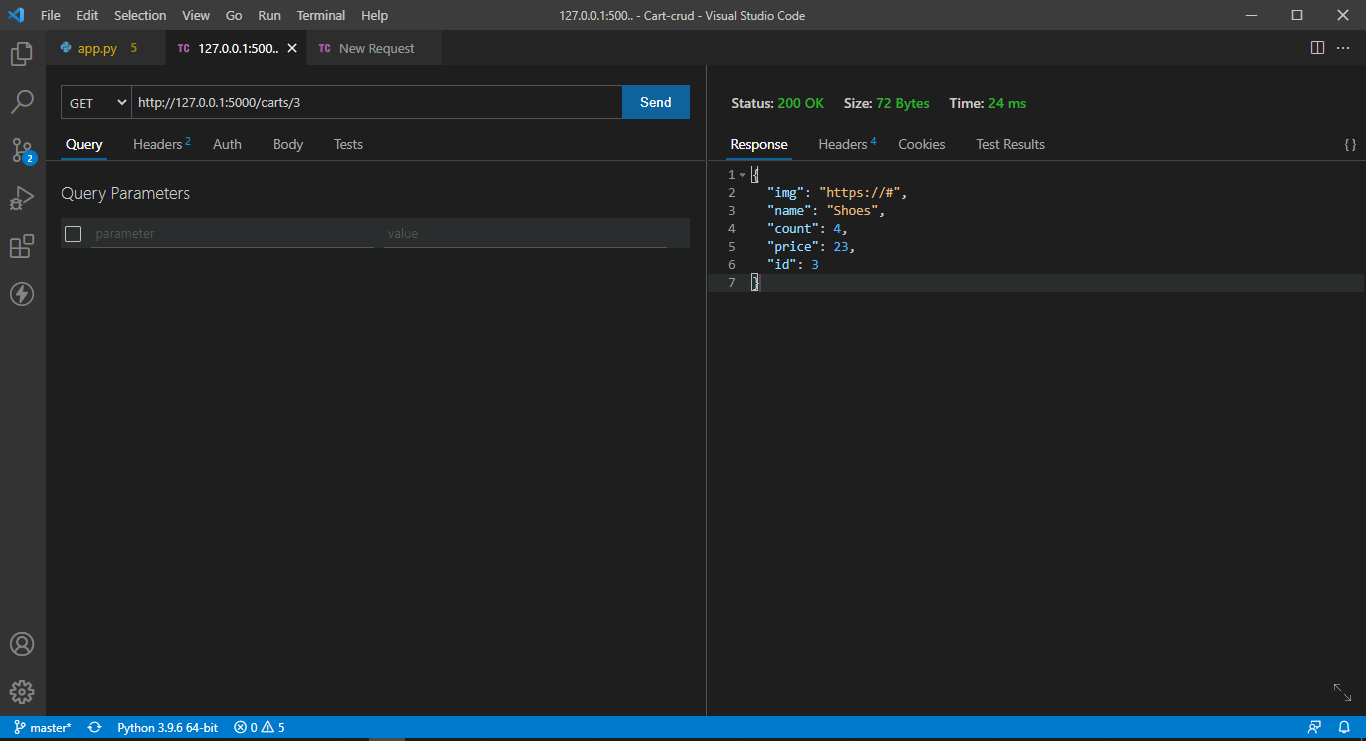 File Edit Selection View Go Run Terminal Help 127.0.0.1:500.. - Cart-crud - Visual Studio Code
app.py 5 TC 127.0.0.1:500.. TC New Request
GET http://127.0.0.1:5000/carts/3 Send
Status: 200 OK Size: 72 Bytes Time: 24 ms
Query Headers 2 Auth Body Tests
Response Headers 4 Cookies Test Results { }
Query Parameters
parameter value
1 {
2 "img": "https://#",
3 "name": "Shoes",
4 "count": 4,
5 "price": 23,
6 "id": 3
7 }
2
master* Python 3.9.6 64-bit 0 5